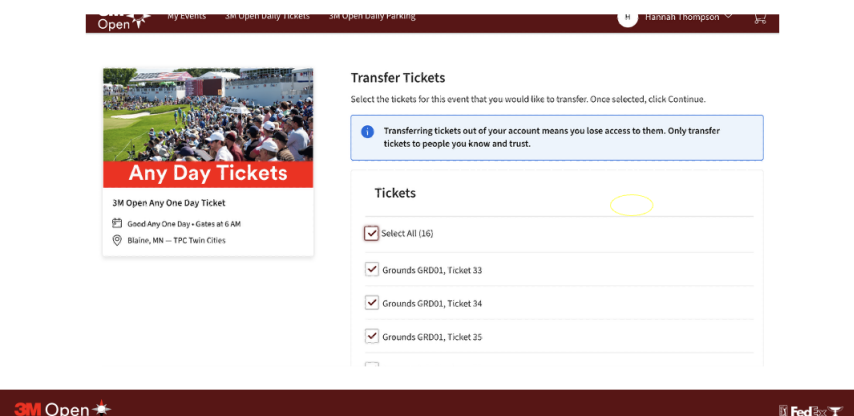 Open
My Events 3M Open Daily Tickets 3M Open Daily Parking
H Hannah Thompson
Any Day Tickets
3M Open Any One Day Ticket
Good Any One Day • Gates at 6 AM
Blaine, MN — TPC Twin Cities
Transfer Tickets
Select the tickets for this event that you would like to transfer. Once selected, click Continue.
Transferring tickets out of your account means you lose access to them. Only transfer
tickets to people you know and trust.
Tickets
Select All (16)
Grounds GRD01, Ticket 33
Grounds GRD01, Ticket 34
Grounds GRD01, Ticket 35
3M Open
FedEx